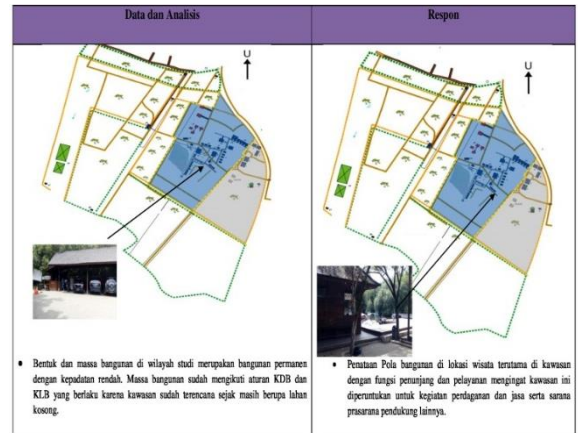 Data dan Analisis
Respon
U
U
• Bentuk dan massa bangunan di wilayah studi merupakan bangunan permanen
dengan kepadatan rendah. Massa bangunan sudah mengikuti aturan KDB dan
KLB yang berlaku karena kawasan sudah terencana sejak masih berupa lahan
kosong.
• Penataan Pola bangunan di lokasi wisata terutama di kawasan
dengan fungsi penunjang dan pelayanan mengingat kawasan ini
diperuntukan untuk kegiatan perdaganan dan jasa serta sarana
prasarana pendukung lainnya.